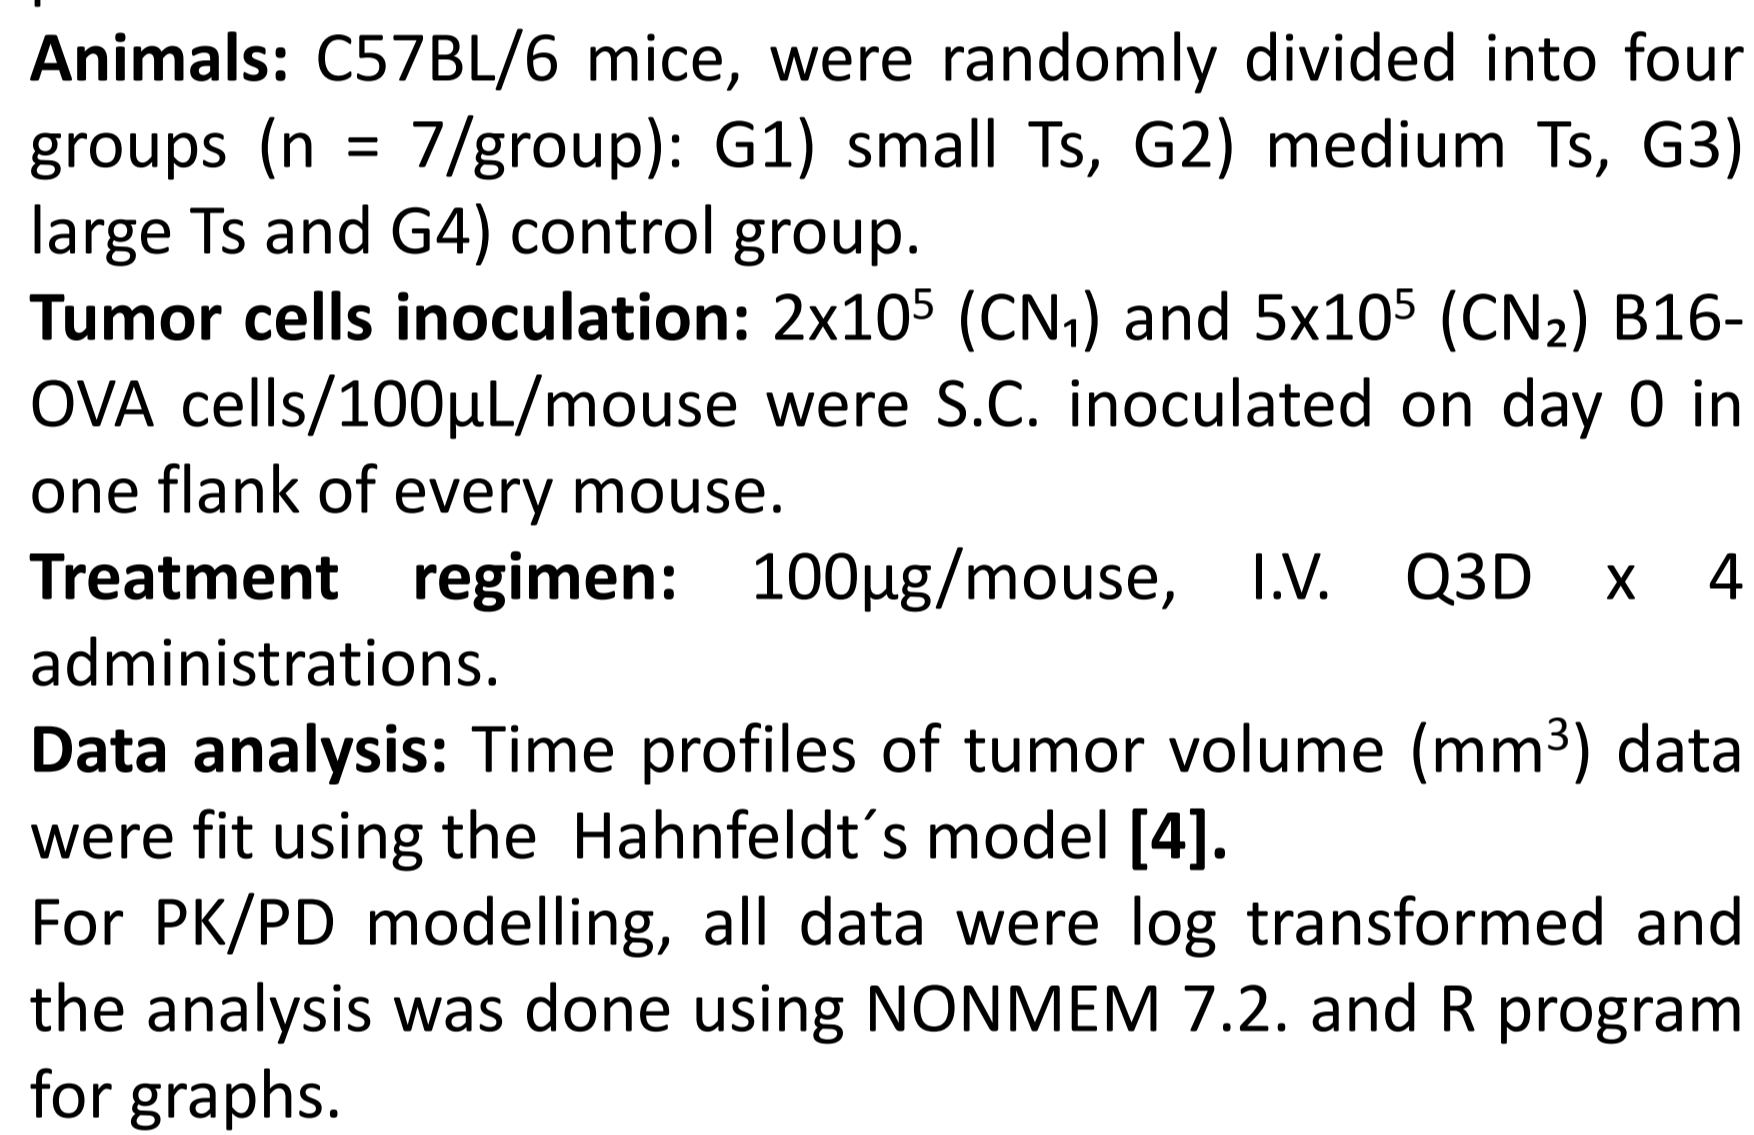 Animals: C57BL/6 mice, were randomly divided into four
groups (n = 7/group): G1) small Ts, G2) medium Ts, G3)
large Ts and G4) control group.
Tumor cells inoculation: 2x10⁵ (CN₁) and 5x10⁵ (CN₂) B16-
OVA cells/100µL/mouse were S.C. inoculated on day 0 in
one flank of every mouse.
Treatment regimen: 100µg/mouse, I.V. Q3D x 4
administrations.
Data analysis: Time profiles of tumor volume (mm³) data
were fit using the Hahnfeldt´s model [4].
For PK/PD modelling, all data were log transformed and
the analysis was done using NONMEM 7.2. and R program
for graphs.